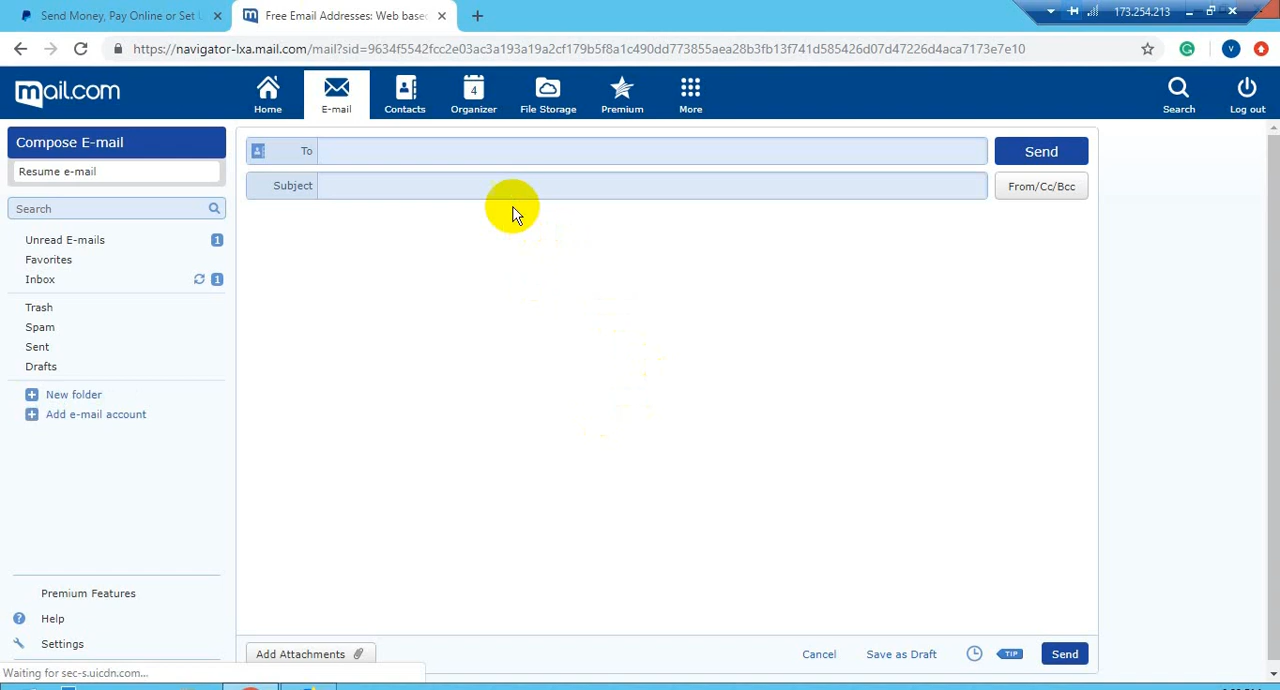 Send Money, Pay Online or Set
Free Email Addresses: Web base
173.254.213
https://navigator-lxa.mail.com/mail?sid=9634f5542fcc2e03ac3a193a19a2cf179b5f8a1c490dd773855aea28b3fb13f741d585426d07d47226d4aca7173e7e10
V
mail.com
Home
E-mail
4
Contacts
Organizer
File Storage
Premium
More
Search
Log out
Compose E-mail
To
Send
Resume e-mail
Subject
From/Cc/Bcc
Search
Unread E-mails 1
Favorites
Inbox 1
Trash
Spam
Sent
Drafts
New folder
Add e-mail account
Premium Features
Help
Settings
Add Attachments
Cancel
Save as Draft
TIP
Send
Waiting for sec-s.uicdn.com...